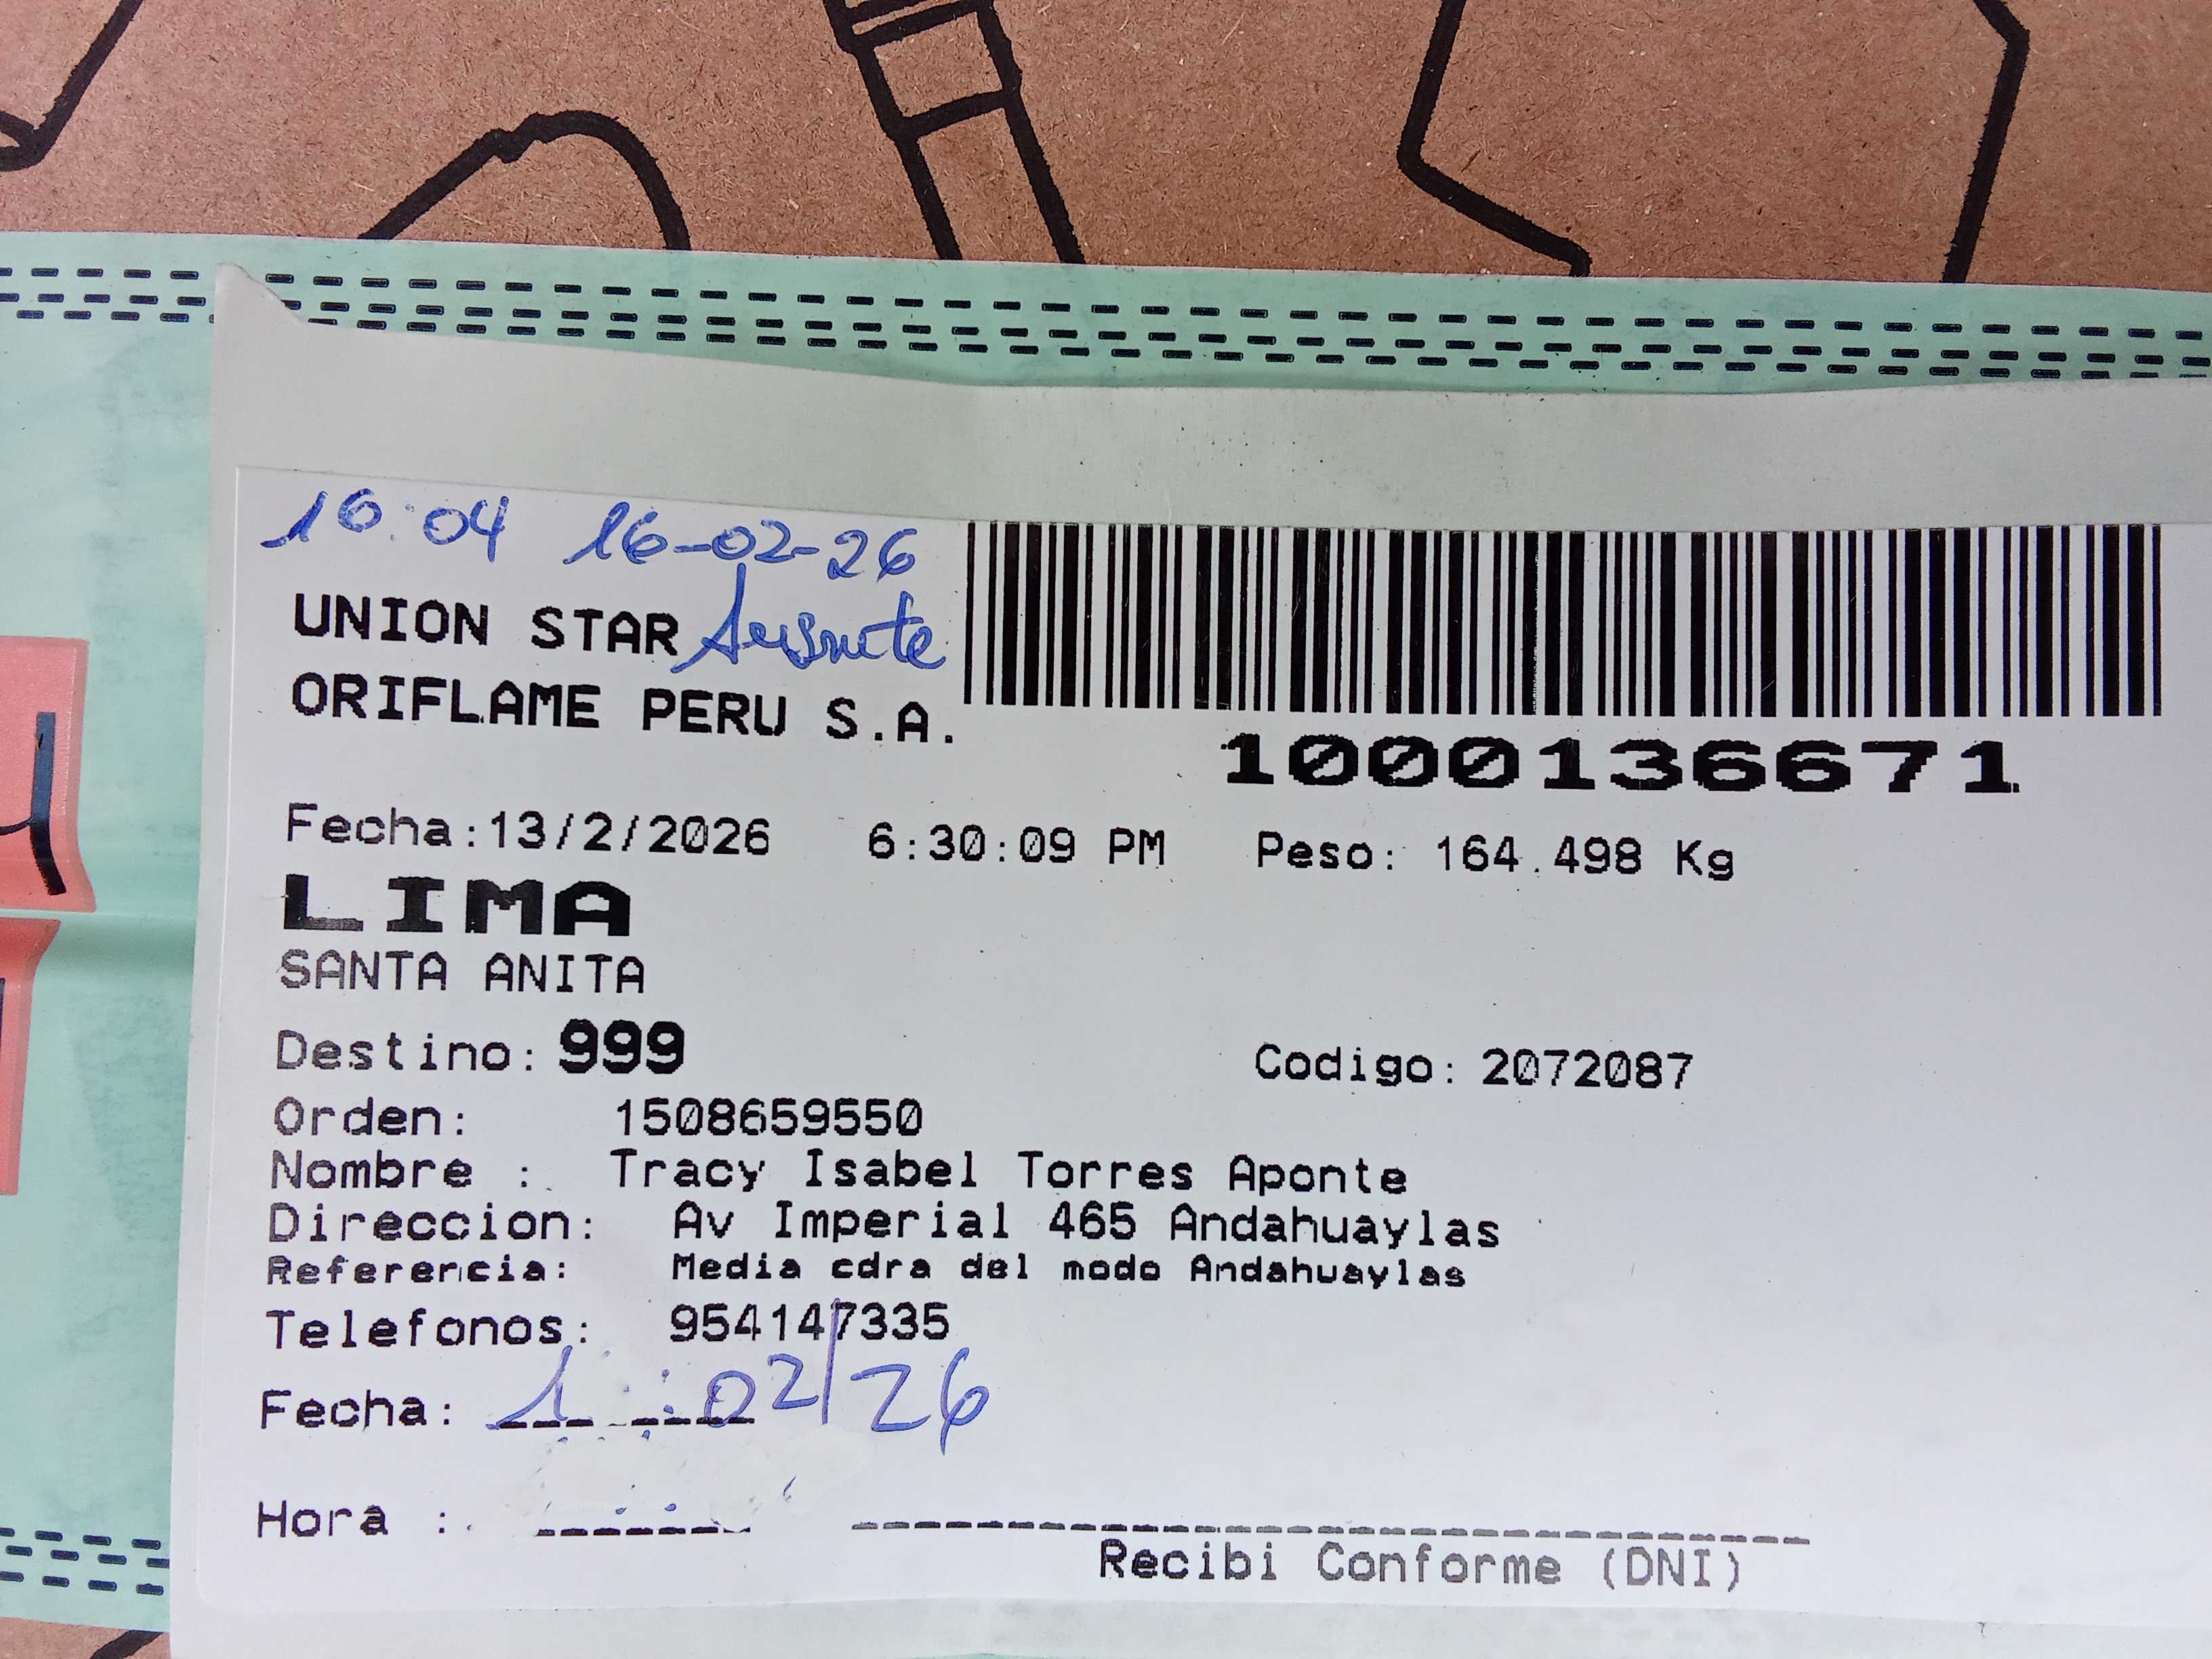 16:04 16-02-26
UNION STAR Ausnte
ORIFLAME PERU S.A.
1000136671
Fecha:13/2/2026 6:30:09 PM Peso: 164.498 Kg
LIMA
SANTA ANITA
Destino: 999 Codigo: 2072087
Orden: 1508659550
Nombre : Tracy Isabel Torres Aponte
Direccion: Av Imperial 465 Andahuaylas
Referencia: Media cdra del modo Andahuaylas
Telefonos: 954147335
Fecha: 02/26
Hora :
Recibi Conforme (DNI)